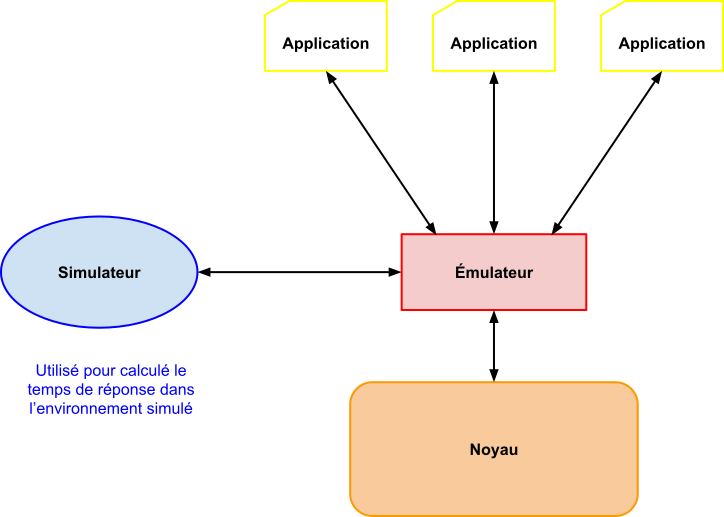 Application
Application
Application
Simulateur
Émulateur
Utilisé pour calculé le
temps de réponse dans
l’environnement simulé
Noyau